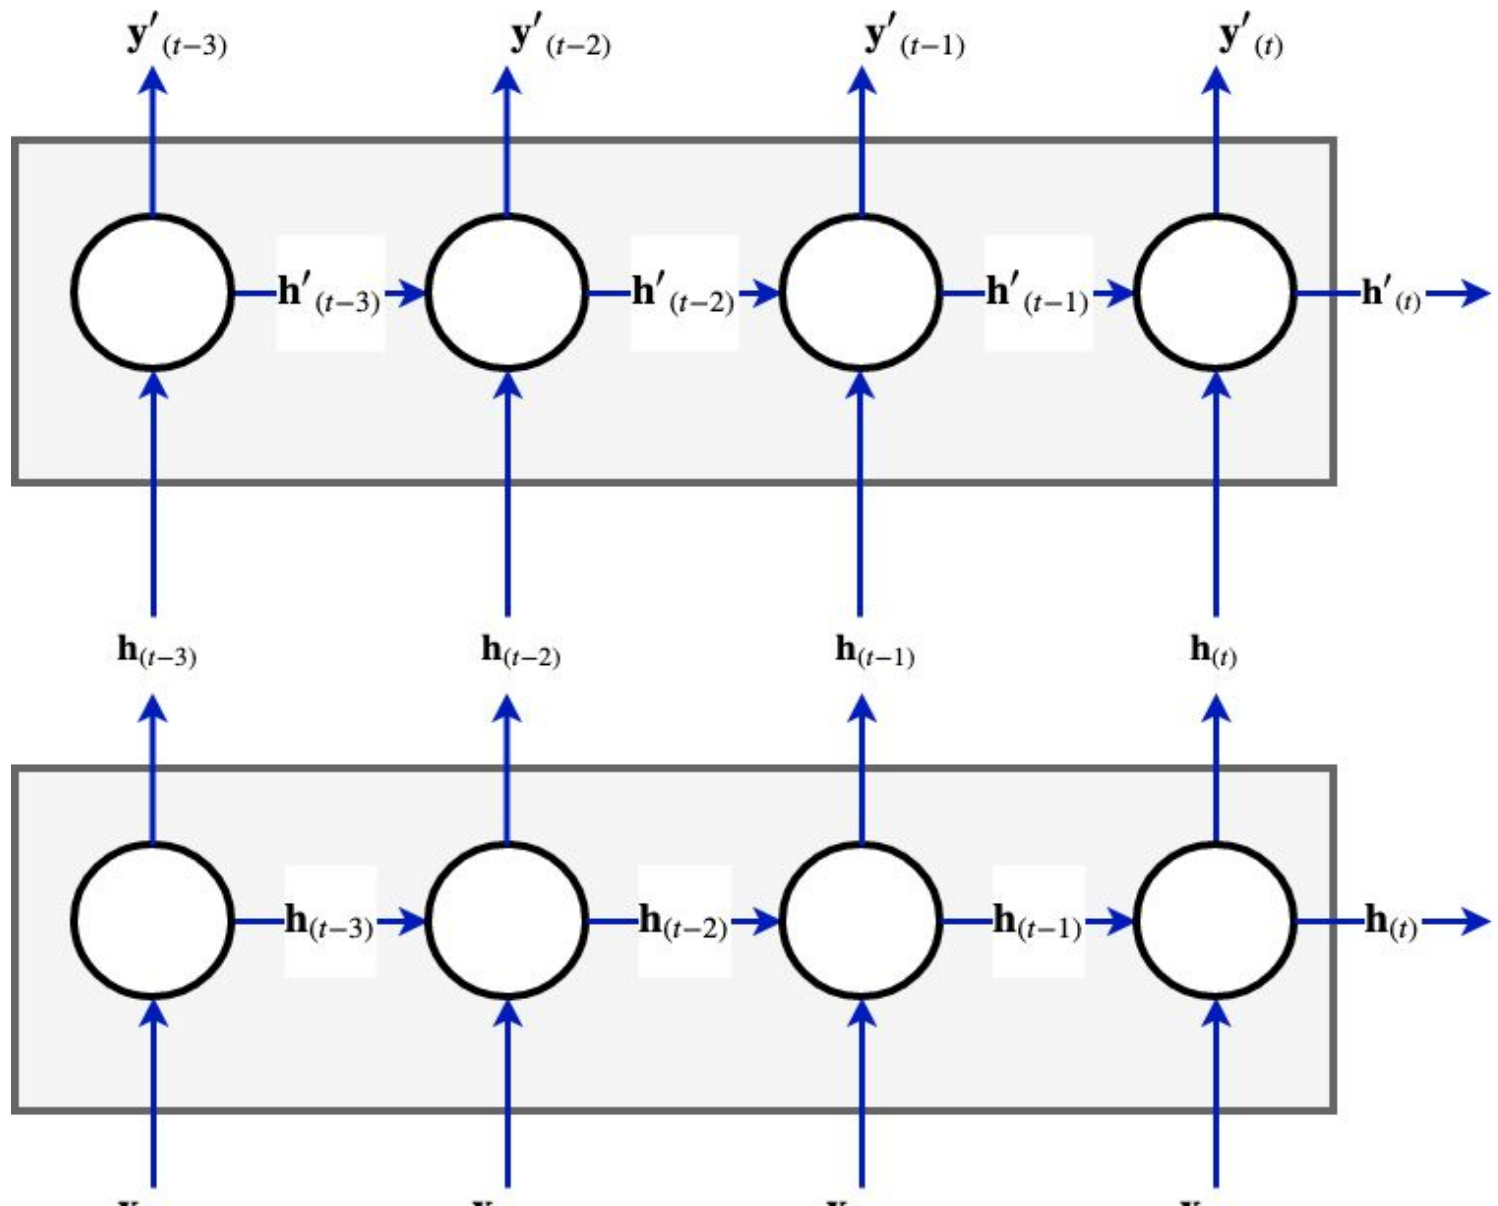 y′(t−3) y′(t−2) y′(t−1) y′(t)
h′(t−3) h′(t−2) h′(t−1) h′(t)
h(t−3) h(t−2) h(t−1) h(t)
h(t−3) h(t−2) h(t−1) h(t)